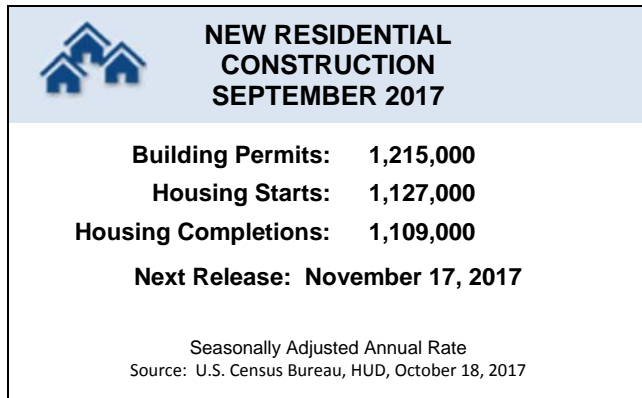 NEW RESIDENTIAL
CONSTRUCTION
SEPTEMBER 2017
Building Permits: 1,215,000
Housing Starts: 1,127,000
Housing Completions: 1,109,000
Next Release: November 17, 2017
Seasonally Adjusted Annual Rate
Source: U.S. Census Bureau, HUD, October 18, 2017